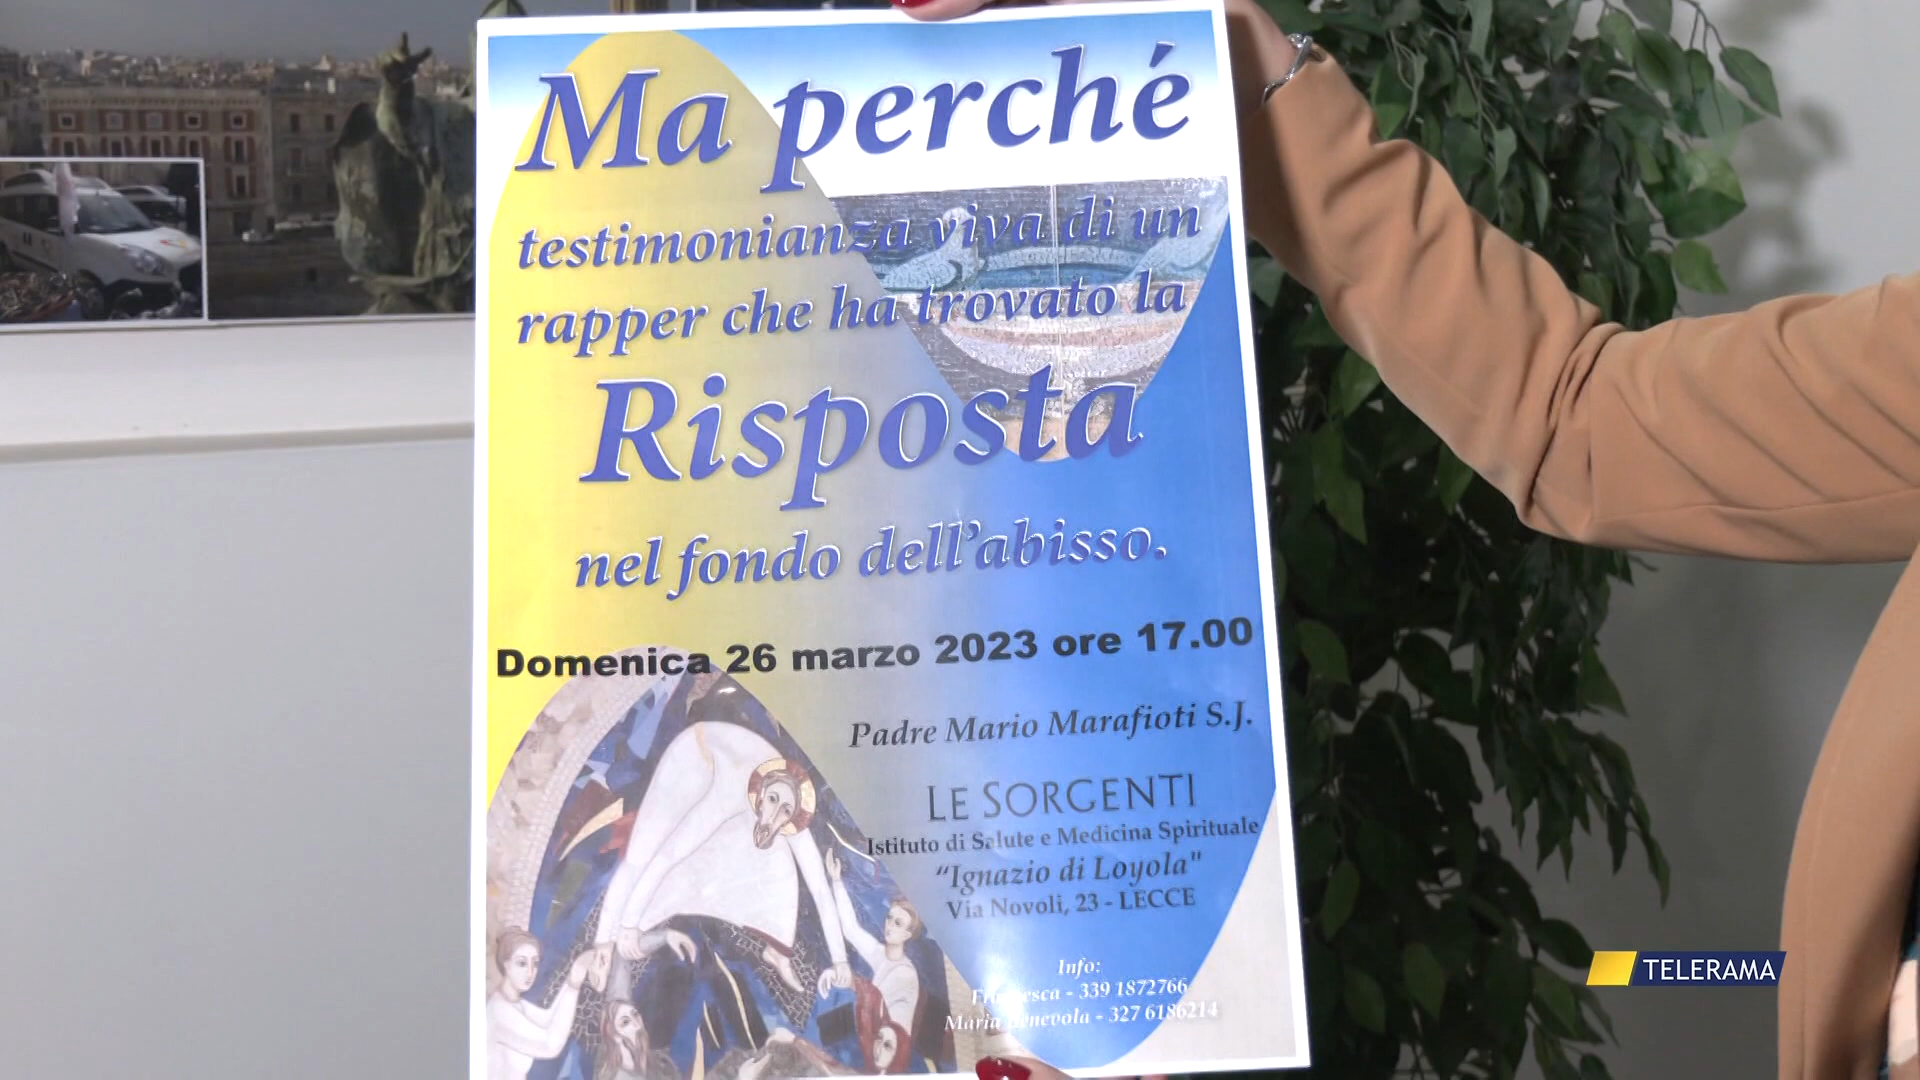 Ma perché
testimonianza viva di un
rapper che ha trovato la
Risposta
nel fondo dell'abisso.
Domenica 26 marzo 2023 ore 17.00
Padre Mario Marafioti S.J.
LE SORGENTI
Istituto di Salute e Medicina Spirituale
“Ignazio di Loyola"
Via Novoli, 23 - LECCE
Info:
Francesca - 339 1872766
Maria Benevola - 327 6186214
TELERAMA